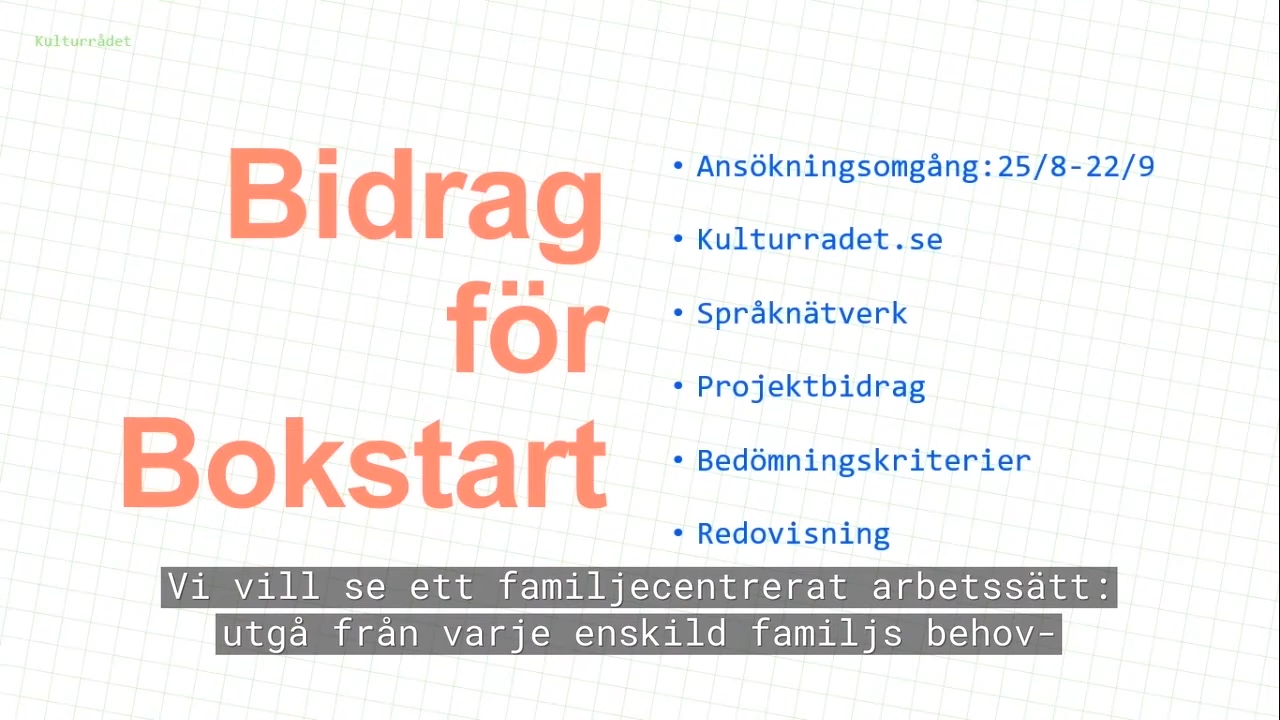 Kulturrådet
Bidrag
för
Bokstart
• Ansökningsomgång:25/8-22/9
• Kulturradet.se
• Språknätverk
• Projektbidrag
• Bedömningskriterier
• Redovisning
Vi vill se ett familjecentrerat arbetssätt:
utgå från varje enskild familjs behov-